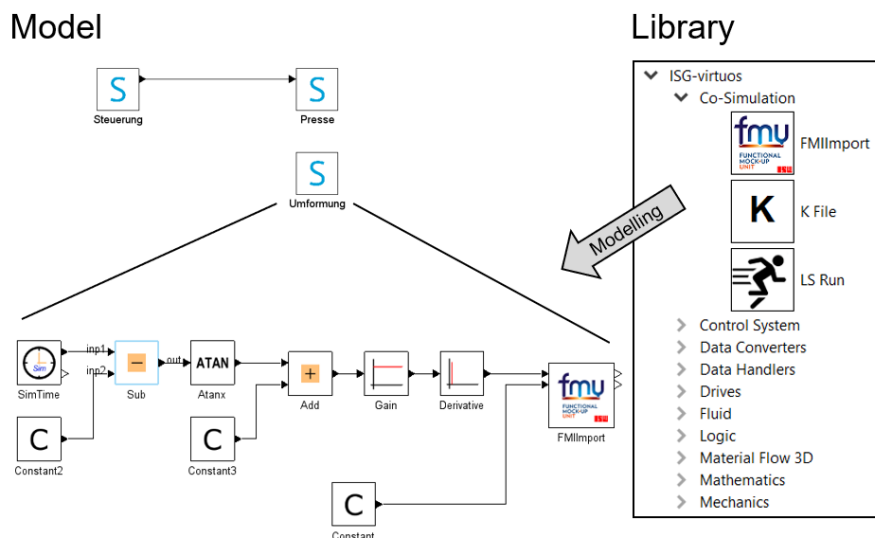 Model
Library
S
Steuerung
S
Presse
S
Umformung
Modelling
Sim
SimTime
inp1
inp2
Sub
out
ATAN
Atanx
Add
Gain
Derivative
fmu
FUNCTIONAL
MOCK-UP
UNIT
FMIImport
C
Constant2
C
Constant3
C
Constant
ISG-virtuos
Co-Simulation
fmu
FUNCTIONAL
MOCK-UP
UNIT
FMIImport
K
K File
LS Run
Control System
Data Converters
Data Handlers
Drives
Fluid
Logic
Material Flow 3D
Mathematics
Mechanics